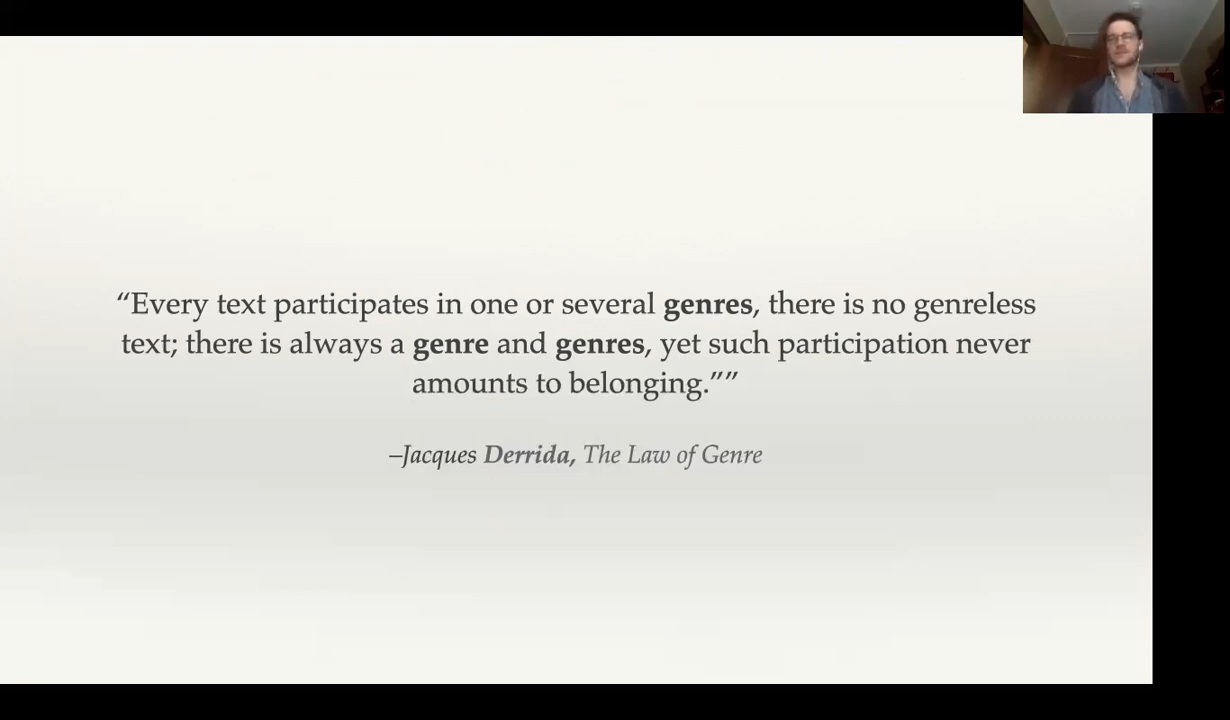 “Every text participates in one or several genres, there is no genreless
text; there is always a genre and genres, yet such participation never
amounts to belonging.””
–Jacques Derrida, The Law of Genre